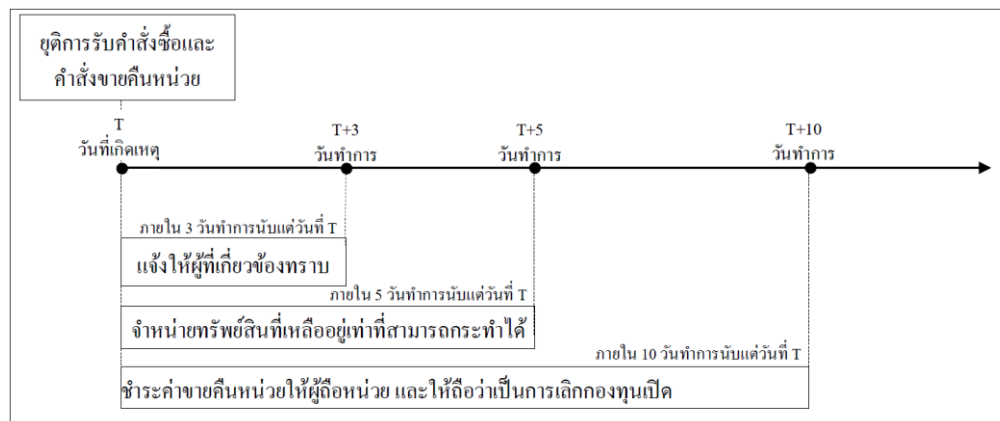 ยุติการรับคำสั่งซื้อและ
คำสั่งขายคืนหน่วย
T
วันที่เกิดเหตุ
T+3
วันทำการ
T+5
วันทำการ
T+10
วันทำการ
ภายใน 3 วันทำการนับแต่วันที่ T
แจ้งให้ผู้ที่เกี่ยวข้องทราบ
ภายใน 5 วันทำการนับแต่วันที่ T
จำหน่ายทรัพย์สินที่เหลืออยู่เท่าที่สามารถกระทำได้
ภายใน 10 วันทำการนับแต่วันที่ T
ชำระค่าขายคืนหน่วยให้ผู้ถือหน่วย และให้ถือว่าเป็นการเลิกกองทุนเปิด